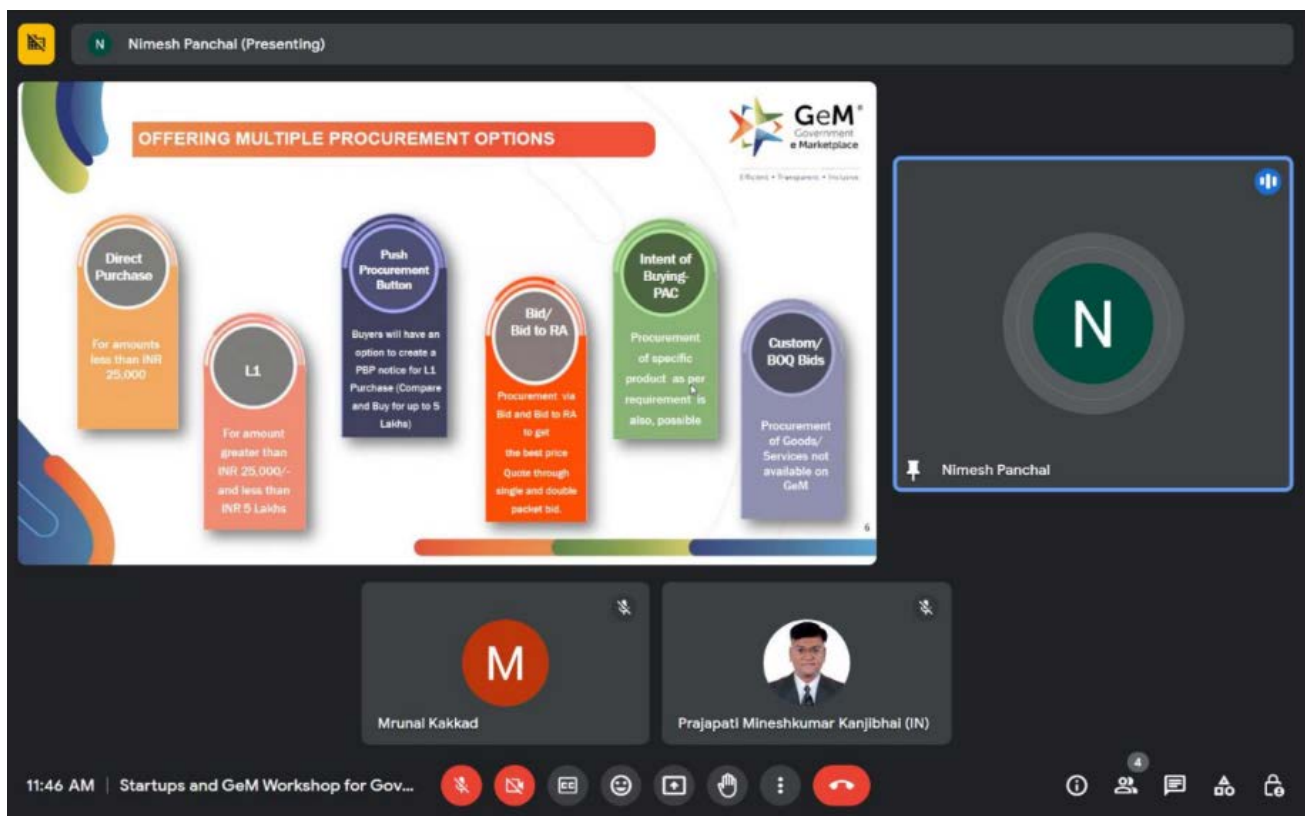 N Nimesh Panchal (Presenting)
OFFERING MULTIPLE PROCUREMENT OPTIONS
GeM
Government
e Marketplace
Efficient • Transparent • Inclusive
Direct
Purchase
For amounts
less than INR
25,000
L1
For amount
greater than
INR 25,000/-
and less than
INR 5 Lakhs
Push
Procurement
Button
Buyers will have an
option to create a
PBP notice for L1
Purchase (Compare
and Buy for up to 5
Lakhs)
Bid/
Bid to RA
Procurement via
Bid and Bid to RA
to get
the best price
Quote through
single and double
packet bid.
Intent of
Buying-
PAC
Procurement
of specific
product as per
requirement is
also, possible
Custom/
BOQ Bids
Procurement
of Goods/
Services not
available on
GeM
6
N
Nimesh Panchal
M
Mrunal Kakkad
Prajapati Mineshkumar Kanjibhai (IN)
11:46 AM | Startups and GeM Workshop for Gov...
CC
4